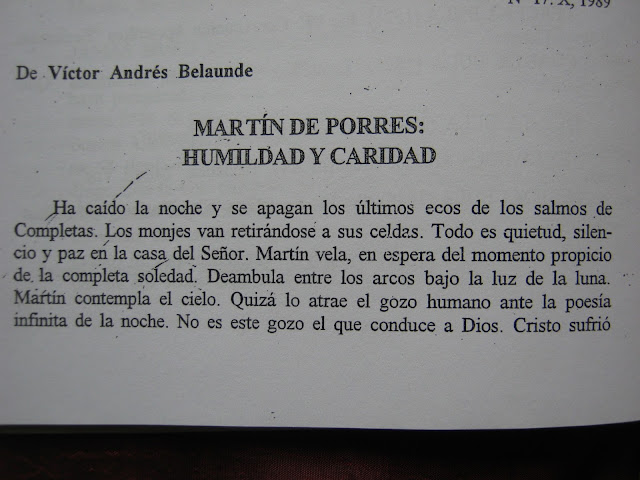 Nº 17. X, 1989
De Víctor Andrés Belaunde
MARTÍN DE PORRES:
HUMILDAD Y CARIDAD
Ha caído la noche y se apagan los últimos ecos de los salmos de
Completas. Los monjes van retirándose a sus celdas. Todo es quietud, silen-
cio y paz en la casa del Señor. Martín vela, en espera del momento propicio
de la completa soledad. Deambula entre los arcos bajo la luz de la luna.
Martín contempla el cielo. Quizá lo atrae el gozo humano ante la poesía
infinita de la noche. No es este gozo el que conduce a Dios. Cristo sufrió